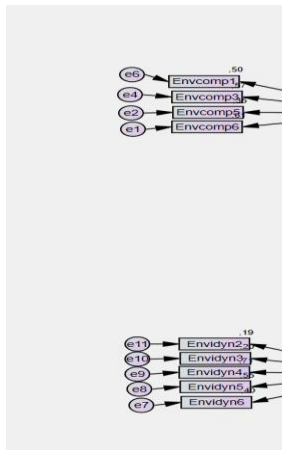 ,50
e6 Envcomp1
e4 Envcomp3
e2 Envcomp5
e1 Envcomp6
,19
e11 Envidyn2
e10 Envidyn3
e9 Envidyn4
e8 Envidyn5
e7 Envidyn6